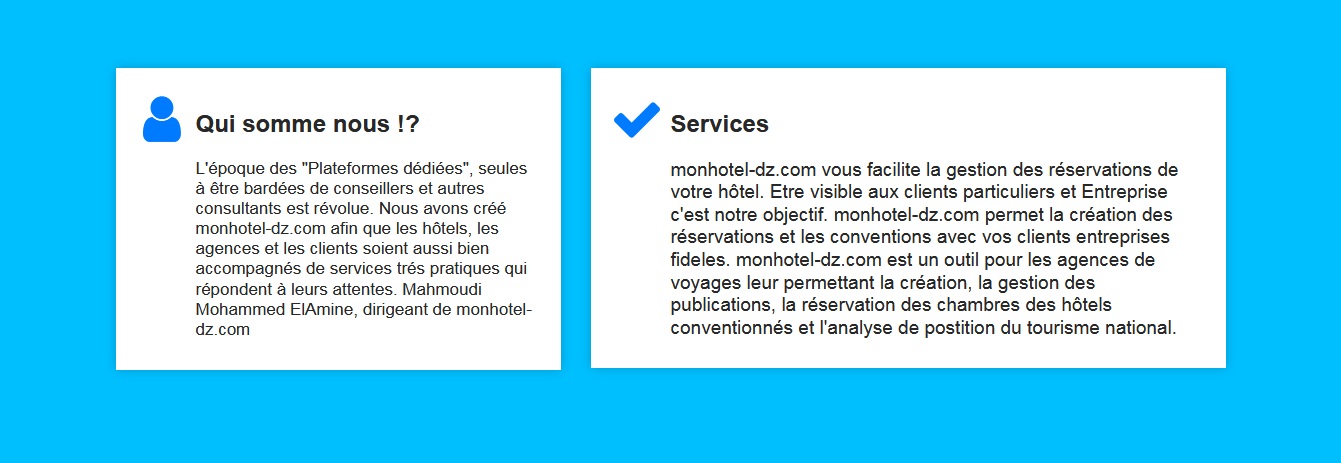 Qui somme nous !?
L'époque des "Plateformes dédiées", seules
à être bardées de conseillers et autres
consultants est révolue. Nous avons créé
monhotel-dz.com afin que les hôtels, les
agences et les clients soient aussi bien
accompagnés de services trés pratiques qui
répondent à leurs attentes. Mahmoudi
Mohammed ElAmine, dirigeant de monhotel-
dz.com
Services
monhotel-dz.com vous facilite la gestion des réservations de
votre hôtel. Etre visible aux clients particuliers et Entreprise
c'est notre objectif. monhotel-dz.com permet la création des
réservations et les conventions avec vos clients entreprises
fideles. monhotel-dz.com est un outil pour les agences de
voyages leur permettant la création, la gestion des
publications, la réservation des chambres des hôtels
conventionnés et l'analyse de postition du tourisme national.